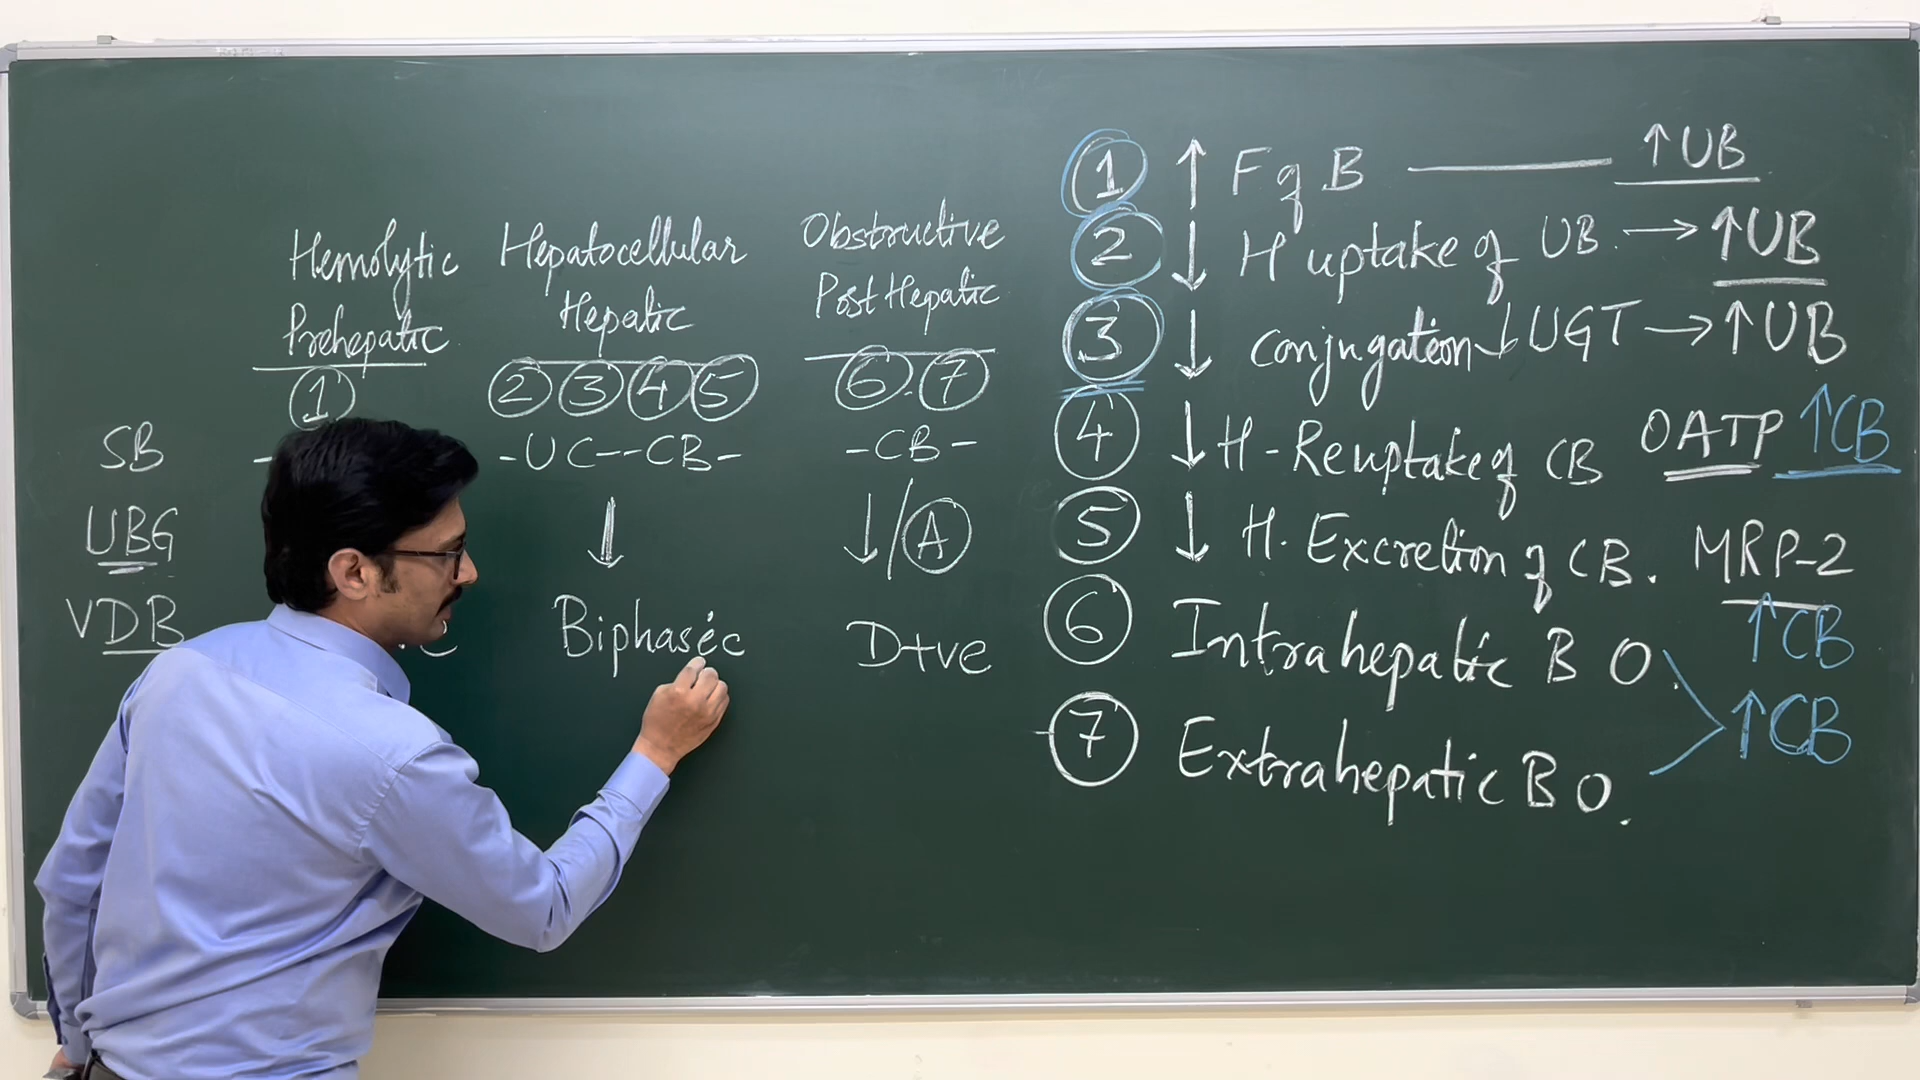 Hemolytic
Prehepatic
1
Hepatocellular
Hepatic
2 3 4 5
Obstructive
Post Hepatic
6.7
SB - -UC--CB- -CB-
UBG ↓ ↓/A
VDB Biphasic D+ve
1 ↑ F of B — ↑UB
2 ↓ H uptake of UB. → ↑UB
3 ↓ Conjugation ↓UGT → ↑UB
4 ↓ H-Reuptake of CB OATP ↑CB
5 ↓ H. Excretion of CB. MRP-2
↑CB
6 Intrahepatic B O.
7 Extrahepatic B O.
↑CB